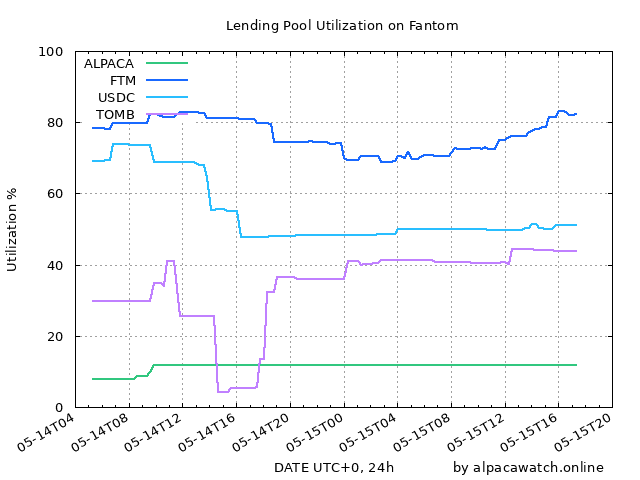 Lending Pool Utilization on Fantom
Utilization %
100
80
60
40
20
0
ALPACA
FTM
USDC
TOMB
05-14T04
05-14T08
05-14T12
05-14T16
05-14T20
05-15T00
05-15T04
05-15T08
05-15T12
05-15T16
05-15T20
DATE UTC+0, 24h
by alpacawatch.online